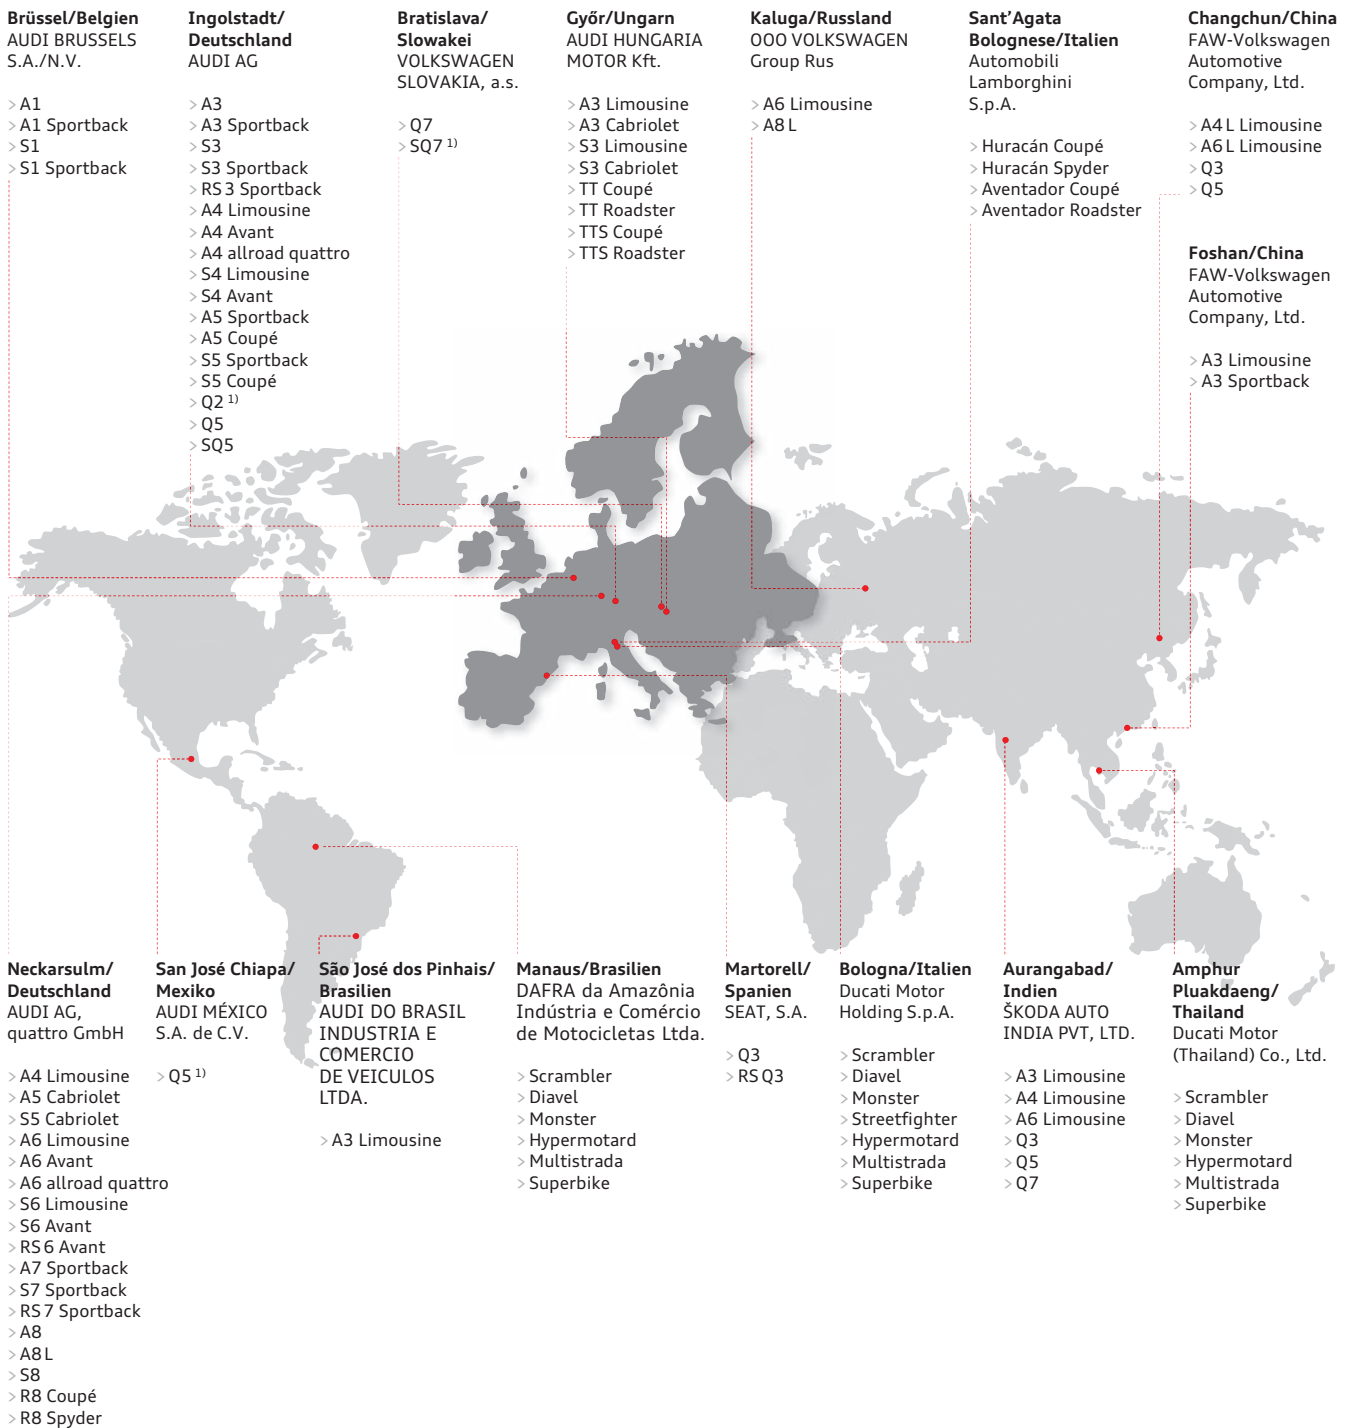 Brüssel/Belgien
AUDI BRUSSELS
S.A./N.V.
> A1
> A1 Sportback
> S1
> S1 Sportback
Ingolstadt/
Deutschland
AUDI AG
> A3
> A3 Sportback
> S3
> S3 Sportback
> RS 3 Sportback
> A4 Limousine
> A4 Avant
> A4 allroad quattro
> S4 Limousine
> S4 Avant
> A5 Sportback
> A5 Coupé
> S5 Sportback
> S5 Coupé
> Q2 1)
> Q5
> SQ5
Bratislava/
Slowakei
VOLKSWAGEN
SLOVAKIA, a.s.
> Q7
> SQ7 1)
Győr/Ungarn
AUDI HUNGARIA
MOTOR Kft.
> A3 Limousine
> A3 Cabriolet
> S3 Limousine
> S3 Cabriolet
> TT Coupé
> TT Roadster
> TTS Coupé
> TTS Roadster
Kaluga/Russland
OOO VOLKSWAGEN
Group Rus
> A6 Limousine
> A8 L
Sant’Agata
Bolognese/Italien
Automobili
Lamborghini
S.p.A.
> Huracán Coupé
> Huracán Spyder
> Aventador Coupé
> Aventador Roadster
Changchun/China
FAW-Volkswagen
Automotive
Company, Ltd.
> A4 L Limousine
> A6 L Limousine
> Q3
> Q5
Foshan/China
FAW-Volkswagen
Automotive
Company, Ltd.
> A3 Limousine
> A3 Sportback
Neckarsulm/
Deutschland
AUDI AG,
quattro GmbH
> A4 Limousine
> A5 Cabriolet
> S5 Cabriolet
> A6 Limousine
> A6 Avant
> A6 allroad quattro
> S6 Limousine
> S6 Avant
> RS 6 Avant
> A7 Sportback
> S7 Sportback
> RS 7 Sportback
> A8
> A8 L
> S8
> R8 Coupé
> R8 Spyder
San José Chiapa/
Mexiko
AUDI MÉXICO
S.A. de C.V.
> Q5 1)
São José dos Pinhais/
Brasilien
AUDI DO BRASIL
INDUSTRIA E
COMERCIO
DE VEICULOS
LTDA.
> A3 Limousine
Manaus/Brasilien
DAFRA da Amazônia
Indústria e Comércio
de Motocicletas Ltda.
> Scrambler
> Diavel
> Monster
> Hypermotard
> Multistrada
> Superbike
Martorell/
Spanien
SEAT, S.A.
> Q3
> RS Q3
Bologna/Italien
Ducati Motor
Holding S.p.A.
> Scrambler
> Diavel
> Monster
> Streetfighter
> Hypermotard
> Multistrada
> Superbike
Aurangabad/
Indien
ŠKODA AUTO
INDIA PVT, LTD.
> A3 Limousine
> A4 Limousine
> A6 Limousine
> Q3
> Q5
> Q7
Amphur
Pluakdaeng/
Thailand
Ducati Motor
(Thailand) Co., Ltd.
> Scrambler
> Diavel
> Monster
> Hypermotard
> Multistrada
> Superbike